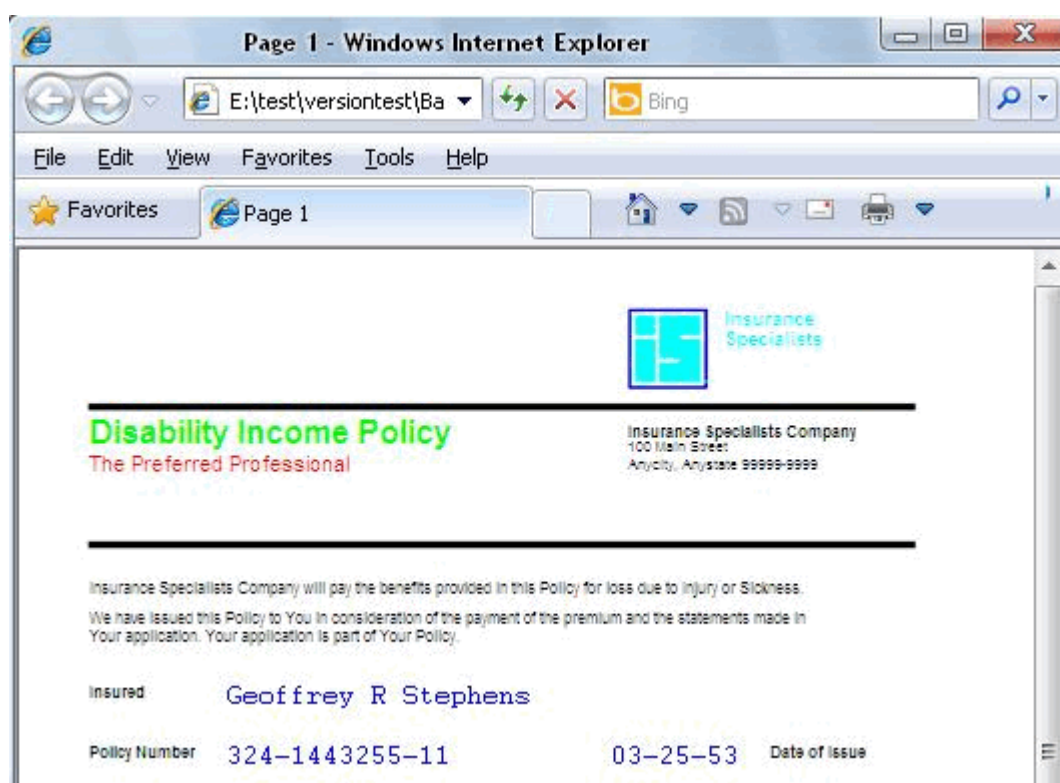 Page 1 - Windows Internet Explorer
E:\test\versiontest\Ba
Bing
File Edit View Favorites Tools Help
Favorites Page 1
iS
Insurance
Specialists
Disability Income Policy
The Preferred Professional
Insurance Specialists Company
100 Main Street
Anycity, Anystate 99999-9999
Insurance Specialists Company will pay the benefits provided in this Policy for loss due to Injury or Sickness.
We have issued this Policy to You in consideration of the payment of the premium and the statements made in
Your application. Your application is part of Your Policy.
Insured Geoffrey R Stephens
Policy Number 324-1443255-11 03-25-53 Date of Issue